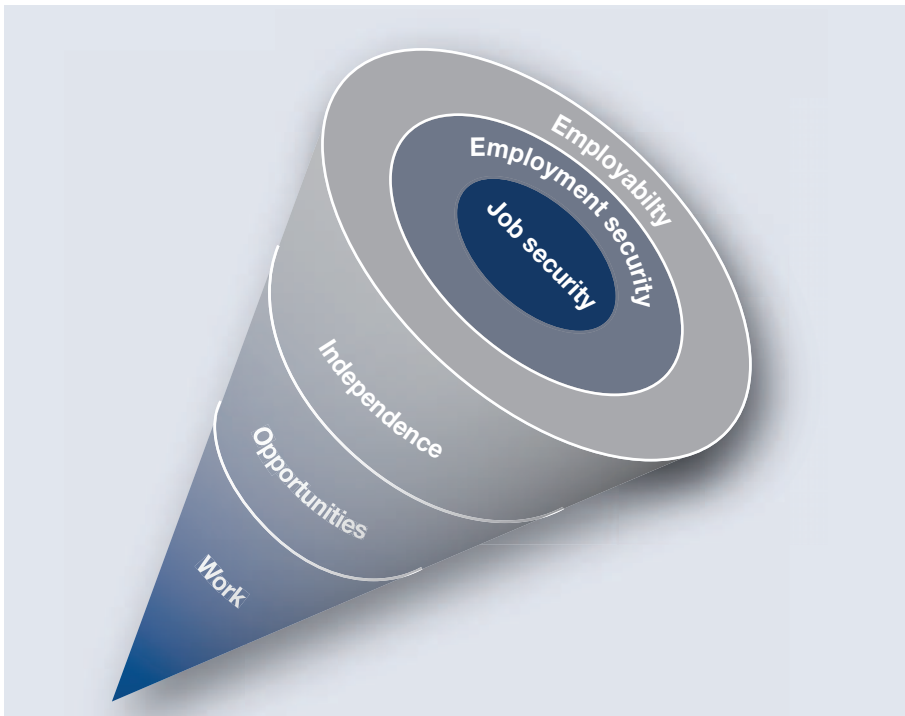 Employabilty
Employment security
Job security
Independence
Opportunities
Work